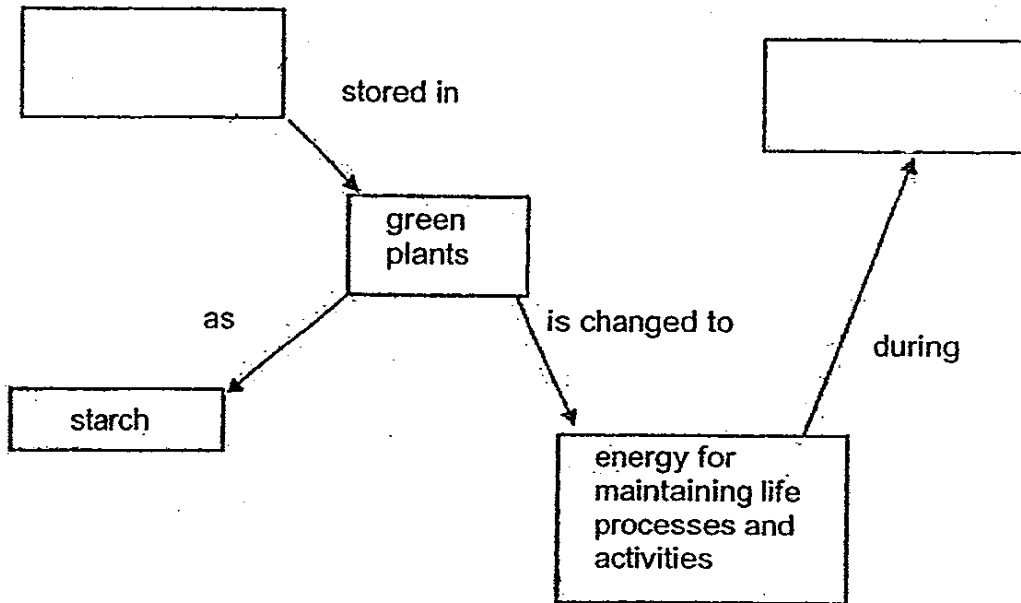 stored in
green
plants
as
is changed to
during
starch
energy for
maintaining life
processes and
activities